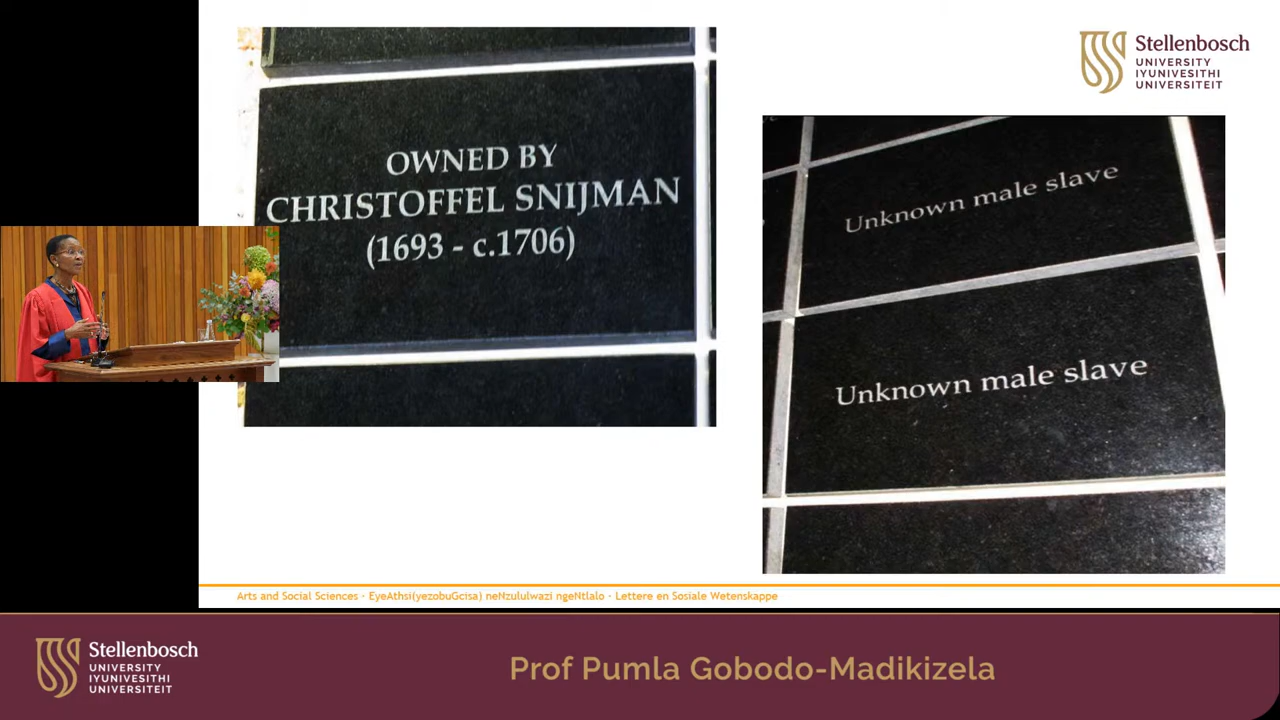 OWNED BY
CHRISTOFFEL SNIJMAN
(1693 - c.1706)
Stellenbosch
UNIVERSITY
IYUNIVESITHI
UNIVERSITEIT
Unknown male slave
Unknown male slave
Arts and Social Sciences · EyeAthsi(yezobuGcisa) neNzululwazi ngeNtlalo · Lettere en Sosiale Wetenskappe
Stellenbosch
UNIVERSITY
IYUNIVESITHI
UNIVERSITEIT
Prof Pumla Gobodo-Madikizela